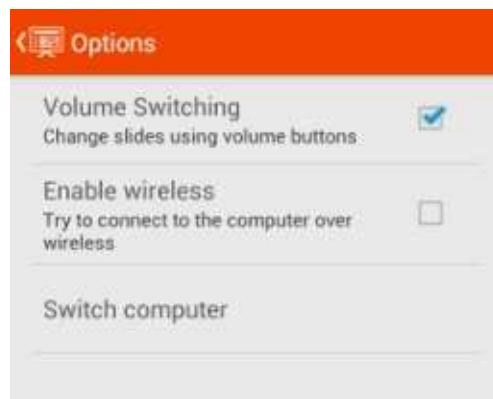 Options
Volume Switching
Change slides using volume buttons
Enable wireless
Try to connect to the computer over
wireless
Switch computer